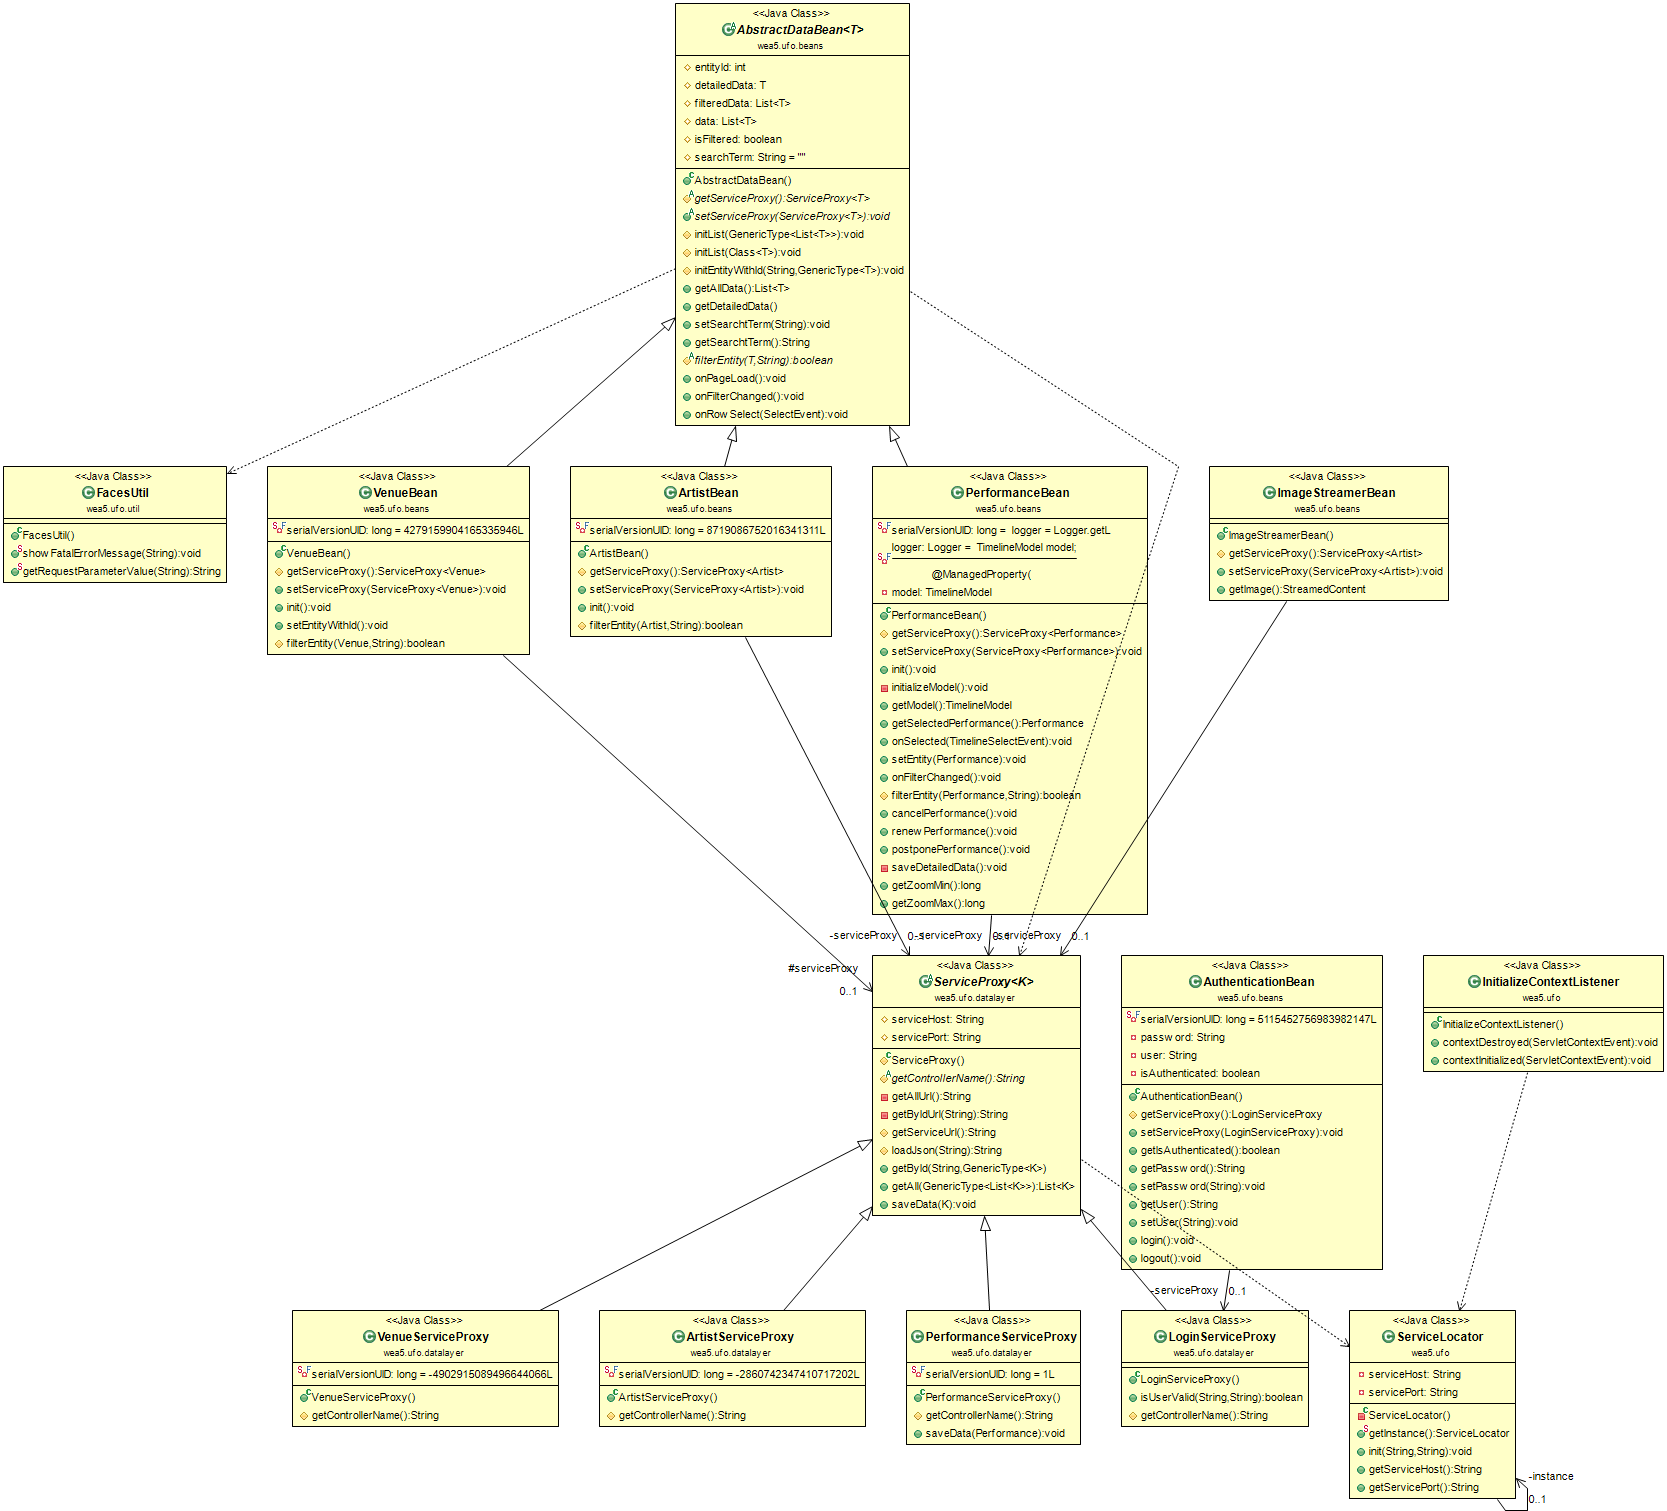 <<Java Class>>
AbstractDataBean<T>
wea5.ufo.beans
entityId: int
detailedData: T
filteredData: List<T>
data: List<T>
isFiltered: boolean
searchTerm: String = ""
AbstractDataBean()
getServiceProxy():ServiceProxy<T>
setServiceProxy(ServiceProxy<T>):void
initList(GenericType<List<T>>):void
initList(Class<T>):void
initEntityWithId(String,GenericType<T>):void
getAllData():List<T>
getDetailedData()
setSearchtTerm(String):void
getSearchtTerm():String
filterEntity(T,String):boolean
onPageLoad():void
onFilterChanged():void
onRowSelect(SelectEvent):void
<<Java Class>>
FacesUtil
wea5.ufo.util
FacesUtil()
showFatalErrorMessage(String):void
getRequestParameterValue(String):String
<<Java Class>>
VenueBean
wea5.ufo.beans
serialVersionUID: long = 4279159904165335946L
VenueBean()
getServiceProxy():ServiceProxy<Venue>
setServiceProxy(ServiceProxy<Venue>):void
init():void
setEntityWithId():void
filterEntity(Venue,String):boolean
<<Java Class>>
ArtistBean
wea5.ufo.beans
serialVersionUID: long = 8719086752016341311L
ArtistBean()
getServiceProxy():ServiceProxy<Artist>
setServiceProxy(ServiceProxy<Artist>):void
init():void
filterEntity(Artist,String):boolean
<<Java Class>>
PerformanceBean
wea5.ufo.beans
serialVersionUID: long = logger = Logger.getL
logger: Logger = TimelineModel model;
@ManagedProperty(
model: TimelineModel
PerformanceBean()
getServiceProxy():ServiceProxy<Performance>
setServiceProxy(ServiceProxy<Performance>):void
init():void
initializeModel():void
getModel():TimelineModel
getSelectedPerformance():Performance
onSelected(TimelineSelectEvent):void
setEntity(Performance):void
onFilterChanged():void
filterEntity(Performance,String):boolean
cancelPerformance():void
renewPerformance():void
postponePerformance():void
saveDetailedData():void
getZoomMin():long
getZoomMax():long
<<Java Class>>
ImageStreamerBean
wea5.ufo.beans
ImageStreamerBean()
getServiceProxy():ServiceProxy<Artist>
setServiceProxy(ServiceProxy<Artist>):void
getImage():StreamedContent
-serviceProxy
0..1
-serviceProxy
0..1
-serviceProxy
0..1
#serviceProxy
0..1
<<Java Class>>
ServiceProxy<K>
wea5.ufo.datalayer
serviceHost: String
servicePort: String
ServiceProxy()
getControllerName():String
getAllUrl():String
getByIdUrl(String):String
getServiceUrl():String
loadJson(String):String
getById(String,GenericType<K>)
getAll(GenericType<List<K>>):List<K>
saveData(K):void
<<Java Class>>
AuthenticationBean
wea5.ufo.beans
serialVersionUID: long = 5115452756983982147L
password: String
user: String
isAuthenticated: boolean
AuthenticationBean()
getServiceProxy():LoginServiceProxy
setServiceProxy(LoginServiceProxy):void
getIsAuthenticated():boolean
getPassword():String
setPassword(String):void
getUser():String
setUser(String):void
login():void
logout():void
<<Java Class>>
InitializeContextListener
wea5.ufo
InitializeContextListener()
contextDestroyed(ServletContextEvent):void
contextInitialized(ServletContextEvent):void
-serviceProxy
0..1
<<Java Class>>
VenueServiceProxy
wea5.ufo.datalayer
serialVersionUID: long = -4902915089496644066L
VenueServiceProxy()
getControllerName():String
<<Java Class>>
ArtistServiceProxy
wea5.ufo.datalayer
serialVersionUID: long = -2860742347410717202L
ArtistServiceProxy()
getControllerName():String
<<Java Class>>
PerformanceServiceProxy
wea5.ufo.datalayer
serialVersionUID: long = 1L
PerformanceServiceProxy()
getControllerName():String
saveData(Performance):void
<<Java Class>>
LoginServiceProxy
wea5.ufo.datalayer
LoginServiceProxy()
isUserValid(String,String):boolean
getControllerName():String
<<Java Class>>
ServiceLocator
wea5.ufo
serviceHost: String
servicePort: String
ServiceLocator()
getInstance():ServiceLocator
init(String,String):void
getServiceHost():String
getServicePort():String
-instance
0..1